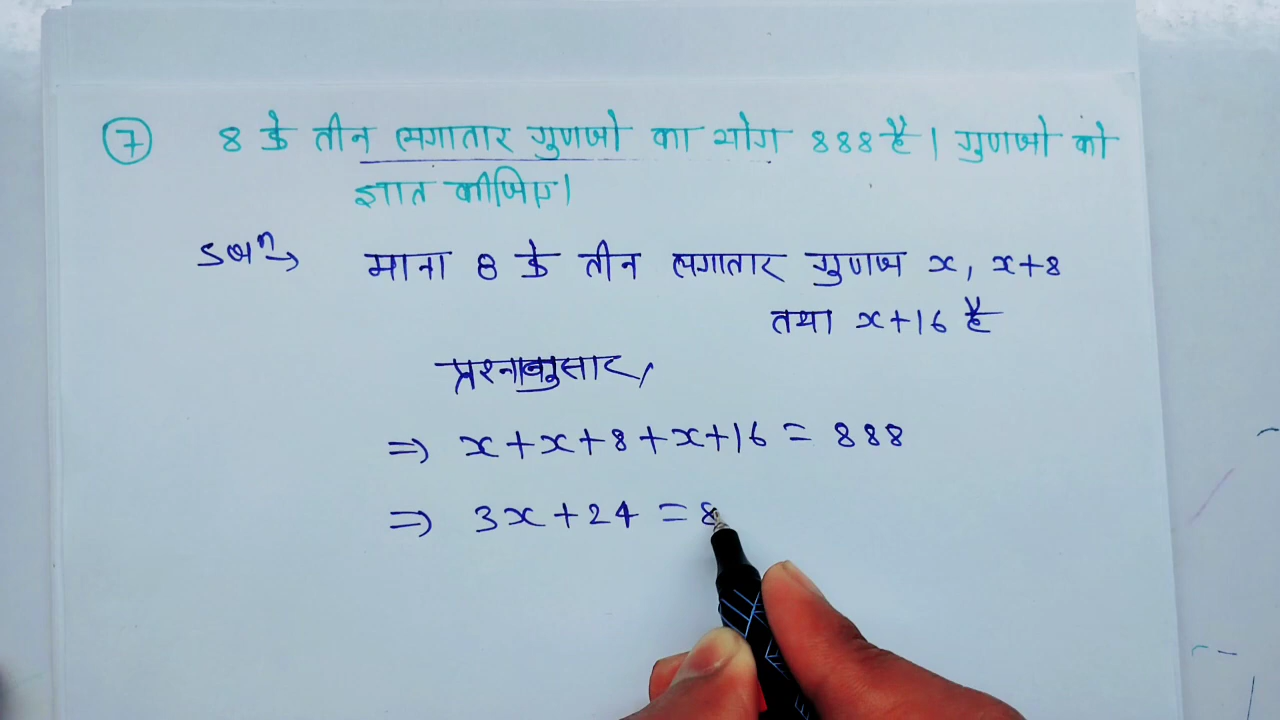 ⑦ 8 के तीन लगातार गुणजो का योग 888 है। गुणजो को
ज्ञात कीजिए।
Solⁿ→ माना 8 के तीन लगातार गुणज x, x+8
तथा x+16 है
प्रश्नानुसार,
⇒ x+x+8+x+16 = 888
⇒ 3x+24 = 8